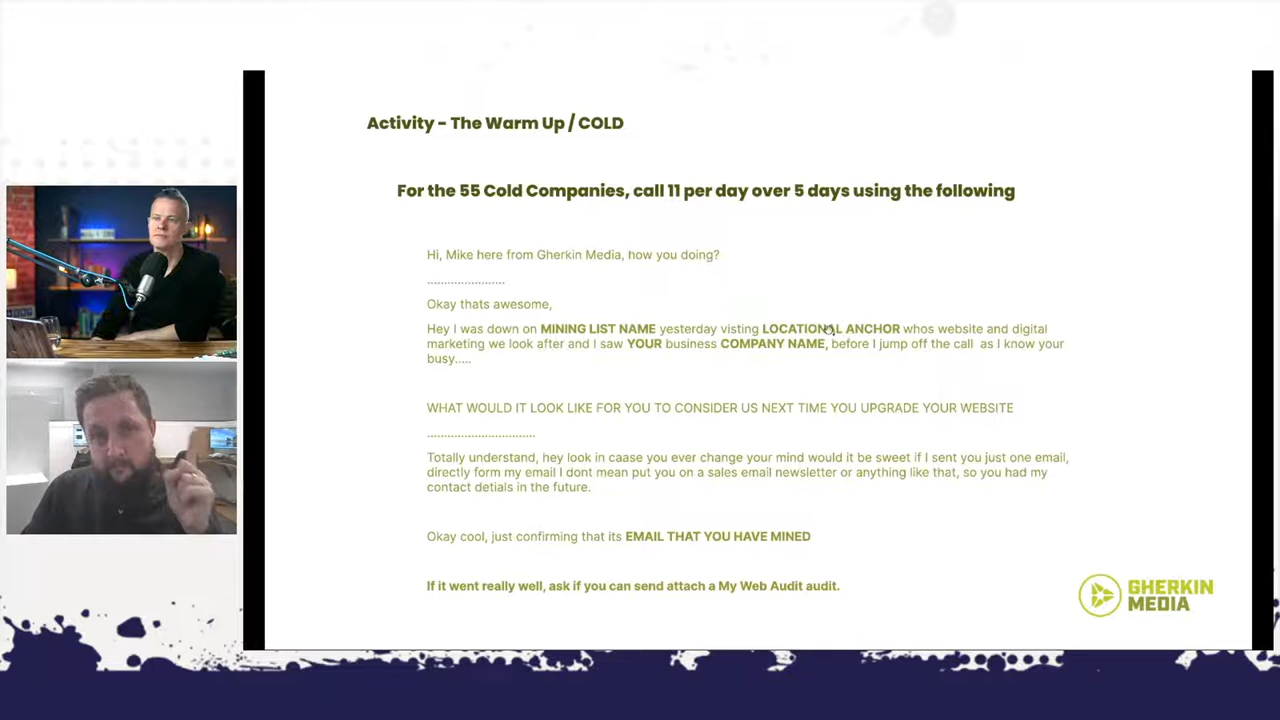 Activity - The Warm Up / COLD
For the 55 Cold Companies, call 11 per day over 5 days using the following
Hi, Mike here from Gherkin Media, how you doing?
.......................
Okay thats awesome,
Hey I was down on MINING LIST NAME yesterday visting LOCATIONAL ANCHOR whos website and digital
marketing we look after and I saw YOUR business COMPANY NAME, before I jump off the call as I know your
busy.....
WHAT WOULD IT LOOK LIKE FOR YOU TO CONSIDER US NEXT TIME YOU UPGRADE YOUR WEBSITE
................................
Totally understand, hey look in caase you ever change your mind would it be sweet if I sent you just one email,
directly form my email I dont mean put you on a sales email newsletter or anything like that, so you had my
contact detials in the future.
Okay cool, just confirming that its EMAIL THAT YOU HAVE MINED
If it went really well, ask if you can send attach a My Web Audit audit.
GHERKIN
MEDIA